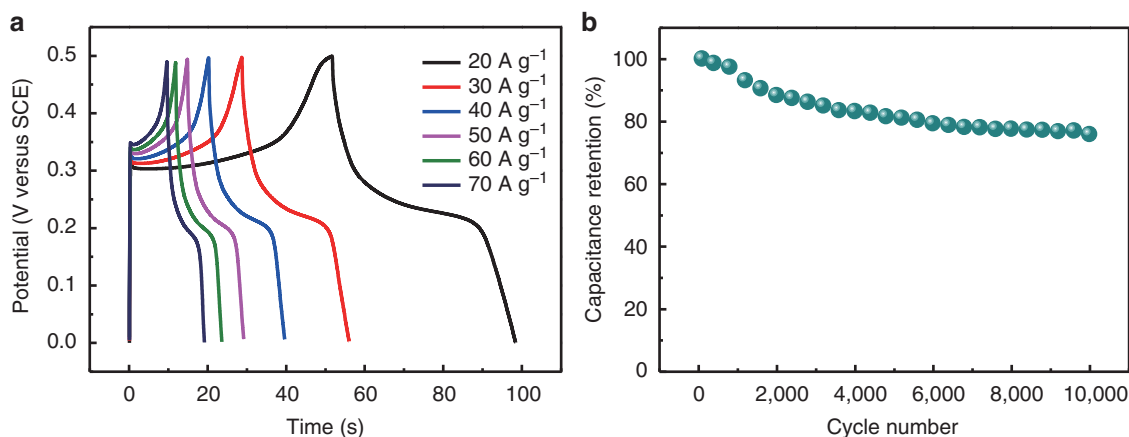 a
Potential (V versus SCE)
0.5
0.4
0.3
0.2
0.1
0.0
20 A g⁻¹
30 A g⁻¹
40 A g⁻¹
50 A g⁻¹
60 A g⁻¹
70 A g⁻¹
0 20 40 60 80 100
Time (s)
b
Capacitance retention (%)
100
80
60
40
20
0
0 2,000 4,000 6,000 8,000 10,000
Cycle number